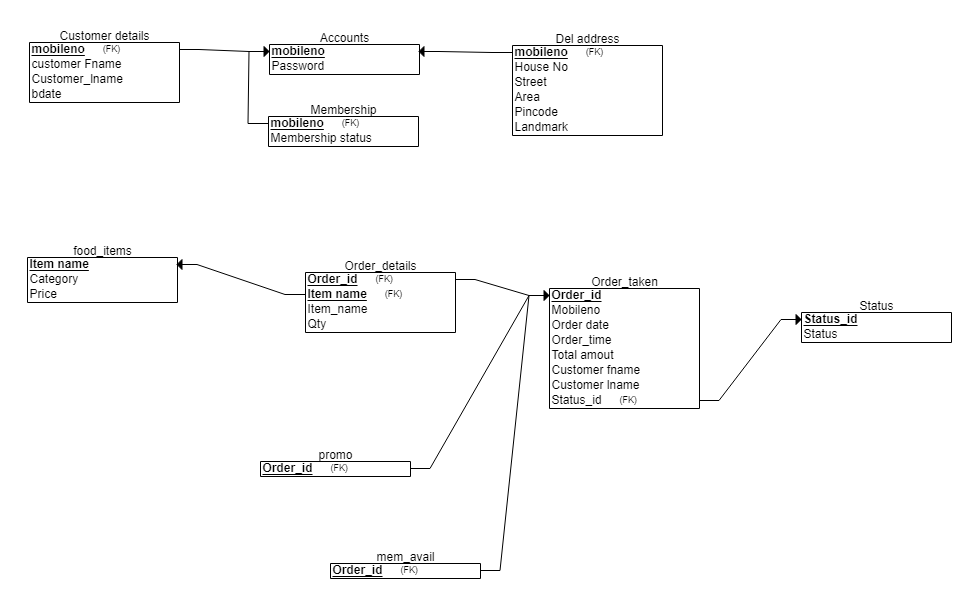 Customer details
mobileno (FK)
customer Fname
Customer_lname
bdate
Accounts
mobileno
Password
Del address
mobileno (FK)
House No
Street
Area
Pincode
Landmark
Membership
mobileno (FK)
Membership status
food_items
Item name
Category
Price
Order_details
Order_id (FK)
Item name (FK)
Item_name
Qty
Order_taken
Order_id
Mobileno
Order date
Order_time
Total amout
Customer fname
Customer lname
Status_id (FK)
Status
Status_id
Status
promo
Order_id (FK)
mem_avail
Order_id (FK)